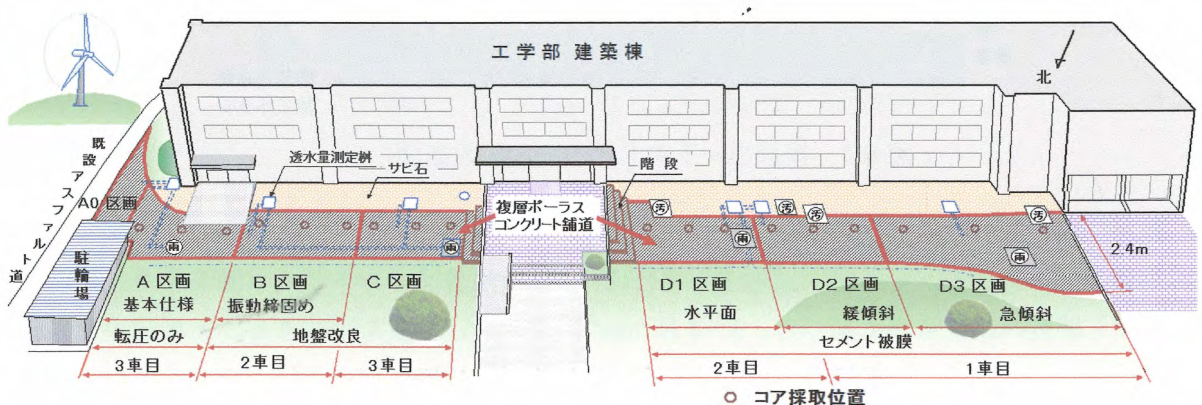 工学部 建築棟
北
既設アスファルト道
透水量測定桝
サビ石
階 段
A0 区画
複層ポーラス
コンクリート舗道
汚
汚
汚
汚
雨
雨
雨
雨
2.4m
駐輪場
A 区画
B 区画
C 区画
D1 区画
D2 区画
D3 区画
基本仕様
振動締固め
水平面
緩傾斜
急傾斜
転圧のみ
地盤改良
セメント被膜
3車目
2車目
3車目
2車目
1車目
コア採取位置